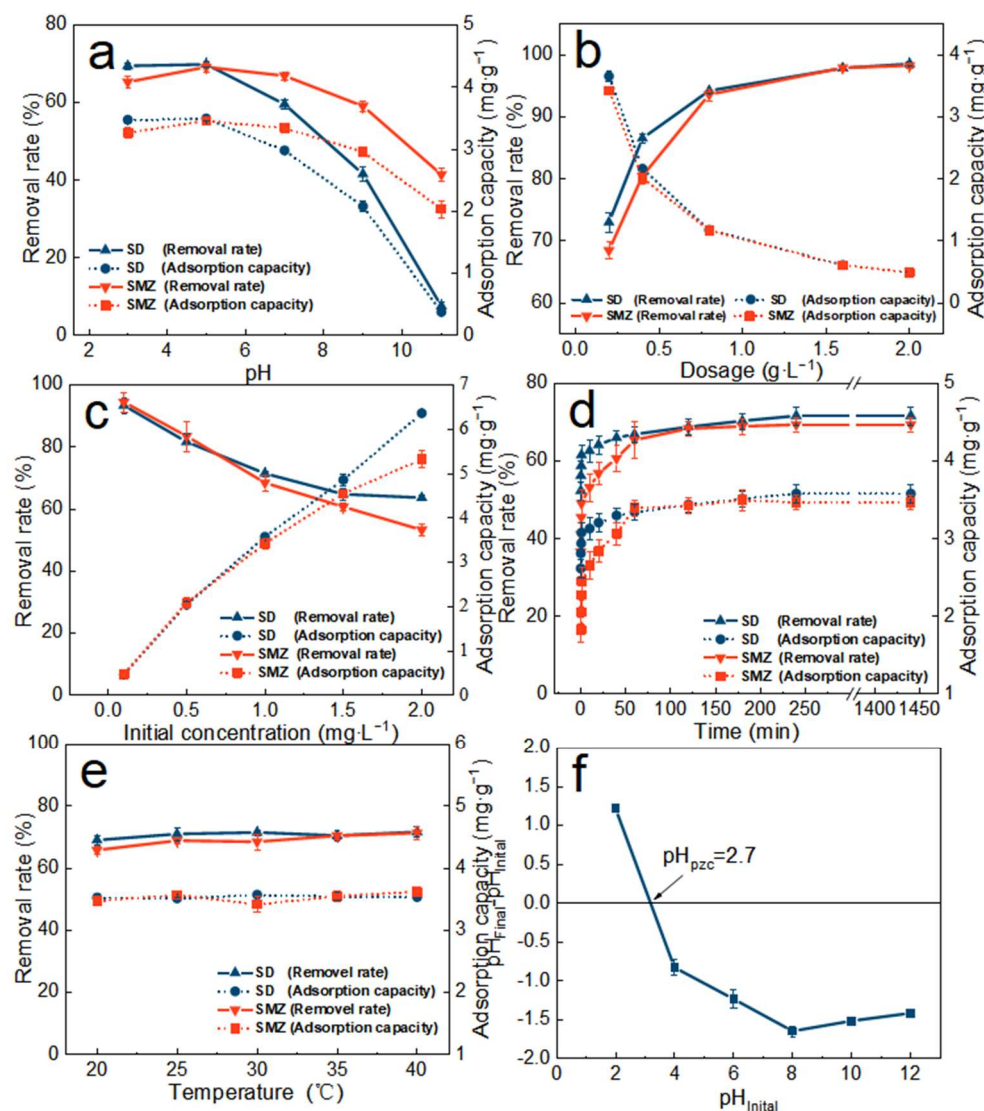 a
Removal rate (%)
80
60
40
20
0
Adsorption capacity (mg·g⁻¹)
5
4
3
2
1
0
SD (Removal rate)
SD (Adsorption capacity)
SMZ (Removal rate)
SMZ (Adsorption capacity)
2 4 6 8 10
pH
b
Removal rate (%)
100
90
80
70
60
Adsorption capacity (mg·g⁻¹)
4
3
2
1
0
SD (Removal rate) SD (Adsorption capacity)
SMZ (Removal rate) SMZ (Adsorption capacity)
0.0 0.4 0.8 1.2 1.6 2.0
Dosage (g·L⁻¹)
c
Removal rate (%)
100
80
60
40
20
0
Adsorption capacity (mg·g⁻¹)
7
6
5
4
3
2
1
0
SD (Removal rate)
SD (Adsorption capacity)
SMZ (Removal rate)
SMZ (Adsorption capacity)
0.0 0.5 1.0 1.5 2.0
Initial concentration (mg·L⁻¹)
d
Removal rate (%)
80
60
40
20
0
Adsorption capacity (mg·g⁻¹)
5
4
3
2
1
SD (Removal rate)
SD (Adsorption capacity)
SMZ (Removal rate)
SMZ (Adsorption capacity)
0 50 100 150 200 250 1400 1450
Time (min)
e
Removal rate (%)
100
80
60
40
20
0
Adsorption capacity (mg·g⁻¹)
6
5
4
3
2
1
SD (Removel rate)
SD (Adsorption capacity)
SMZ (Removel rate)
SMZ (Adsorption capacity)
20 25 30 35 40
Temperature (℃)
f
pHFinal-pHInital
2.0
1.5
1.0
0.5
0.0
-0.5
-1.0
-1.5
-2.0
pHpzc=2.7
0 2 4 6 8 10 12
pHInital